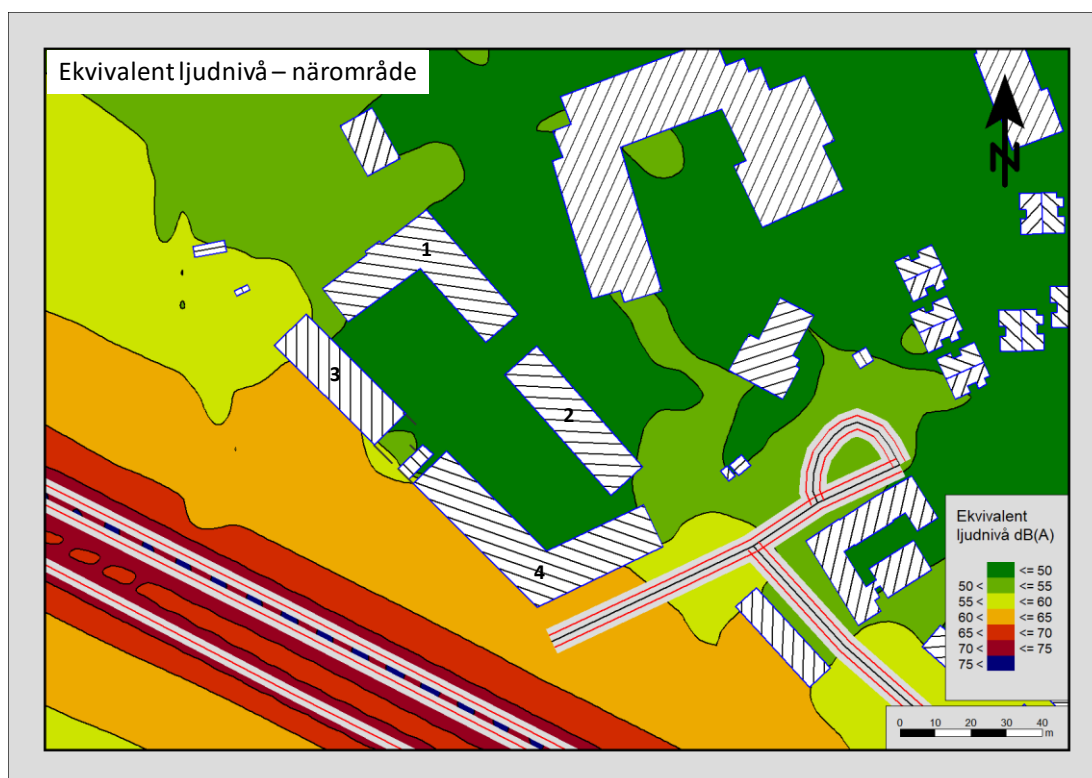 Ekvivalent ljudnivå – närområde
N
1
3
2
4
Ekvivalent
ljudnivå dB(A)
<= 50
50 < <= 55
55 < <= 60
60 < <= 65
65 < <= 70
70 < <= 75
75 <
0 10 20 30 40
m